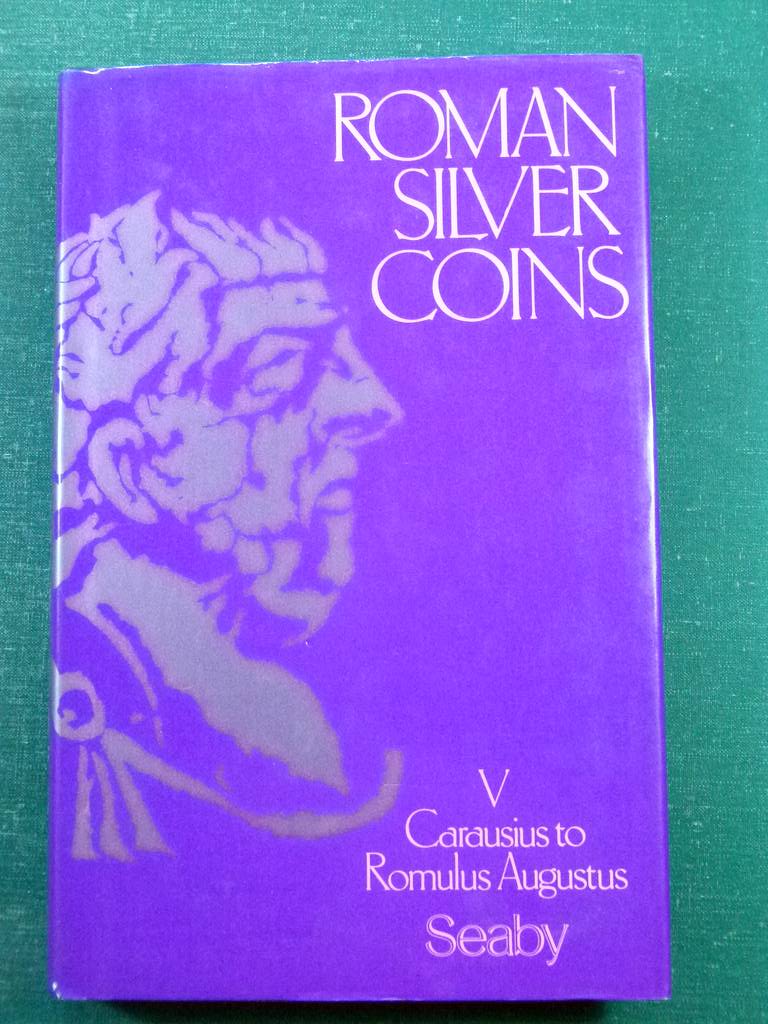 ROMAN
SILVER
COINS
V
Carausius to
Romulus Augustus
Seaby